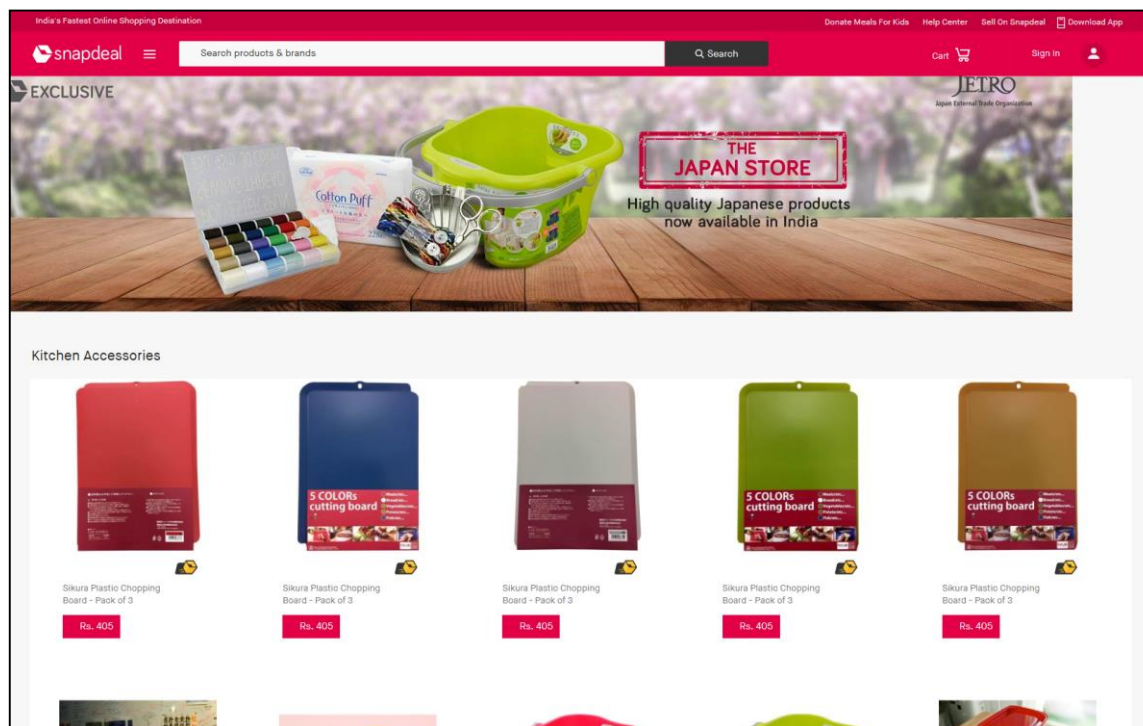 India's Fastest Online Shopping Destination
Donate Meals For Kids Help Center Sell On Snapdeal Download App
snapdeal
Search products & brands
Search
Cart
Sign In
EXCLUSIVE
JETRO
Japan External Trade Organization
THE
JAPAN STORE
High quality Japanese products
now available in India
Cotton Puff
Kitchen Accessories
5 COLORs
cutting board
5 COLORs
cutting board
5 COLORs
cutting board
Sikura Plastic Chopping
Board - Pack of 3
Rs. 405
Sikura Plastic Chopping
Board - Pack of 3
Rs. 405
Sikura Plastic Chopping
Board - Pack of 3
Rs. 405
Sikura Plastic Chopping
Board - Pack of 3
Rs. 405
Sikura Plastic Chopping
Board - Pack of 3
Rs. 405